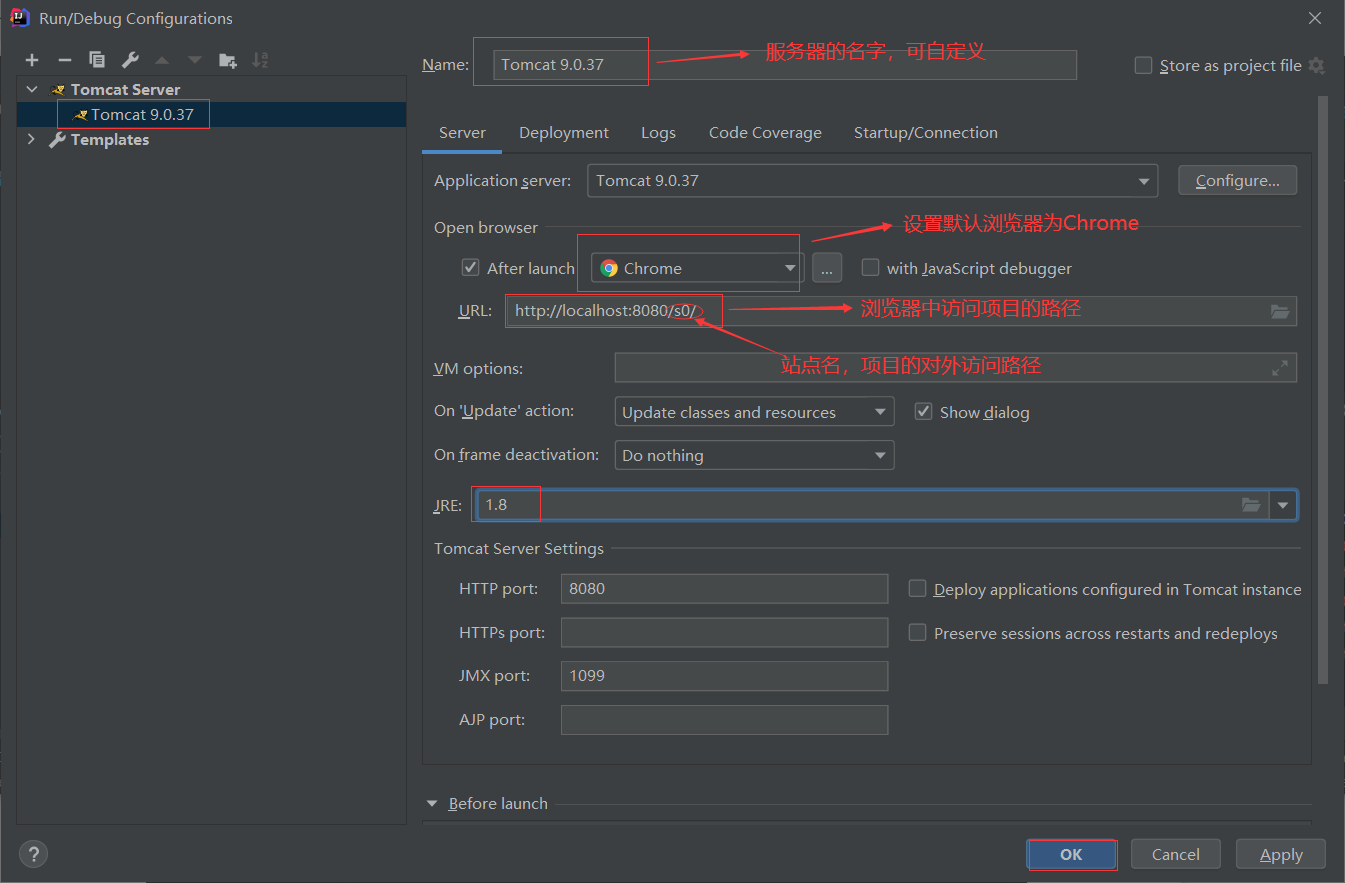 Run/Debug Configurations
Tomcat Server
Tomcat 9.0.37
Templates
Name: Tomcat 9.0.37
服务器的名字，可自定义
Store as project file
Server Deployment Logs Code Coverage Startup/Connection
Application server: Tomcat 9.0.37 Configure...
Open browser
设置默认浏览器为Chrome
After launch Chrome ... with JavaScript debugger
URL: http://localhost:8080/s0/
浏览器中访问项目的路径
站点名，项目的对外访问路径
VM options:
On 'Update' action: Update classes and resources Show dialog
On frame deactivation: Do nothing
JRE: 1.8
Tomcat Server Settings
HTTP port: 8080 Deploy applications configured in Tomcat instance
HTTPs port: Preserve sessions across restarts and redeploys
JMX port: 1099
AJP port:
Before launch
? OK Cancel Apply